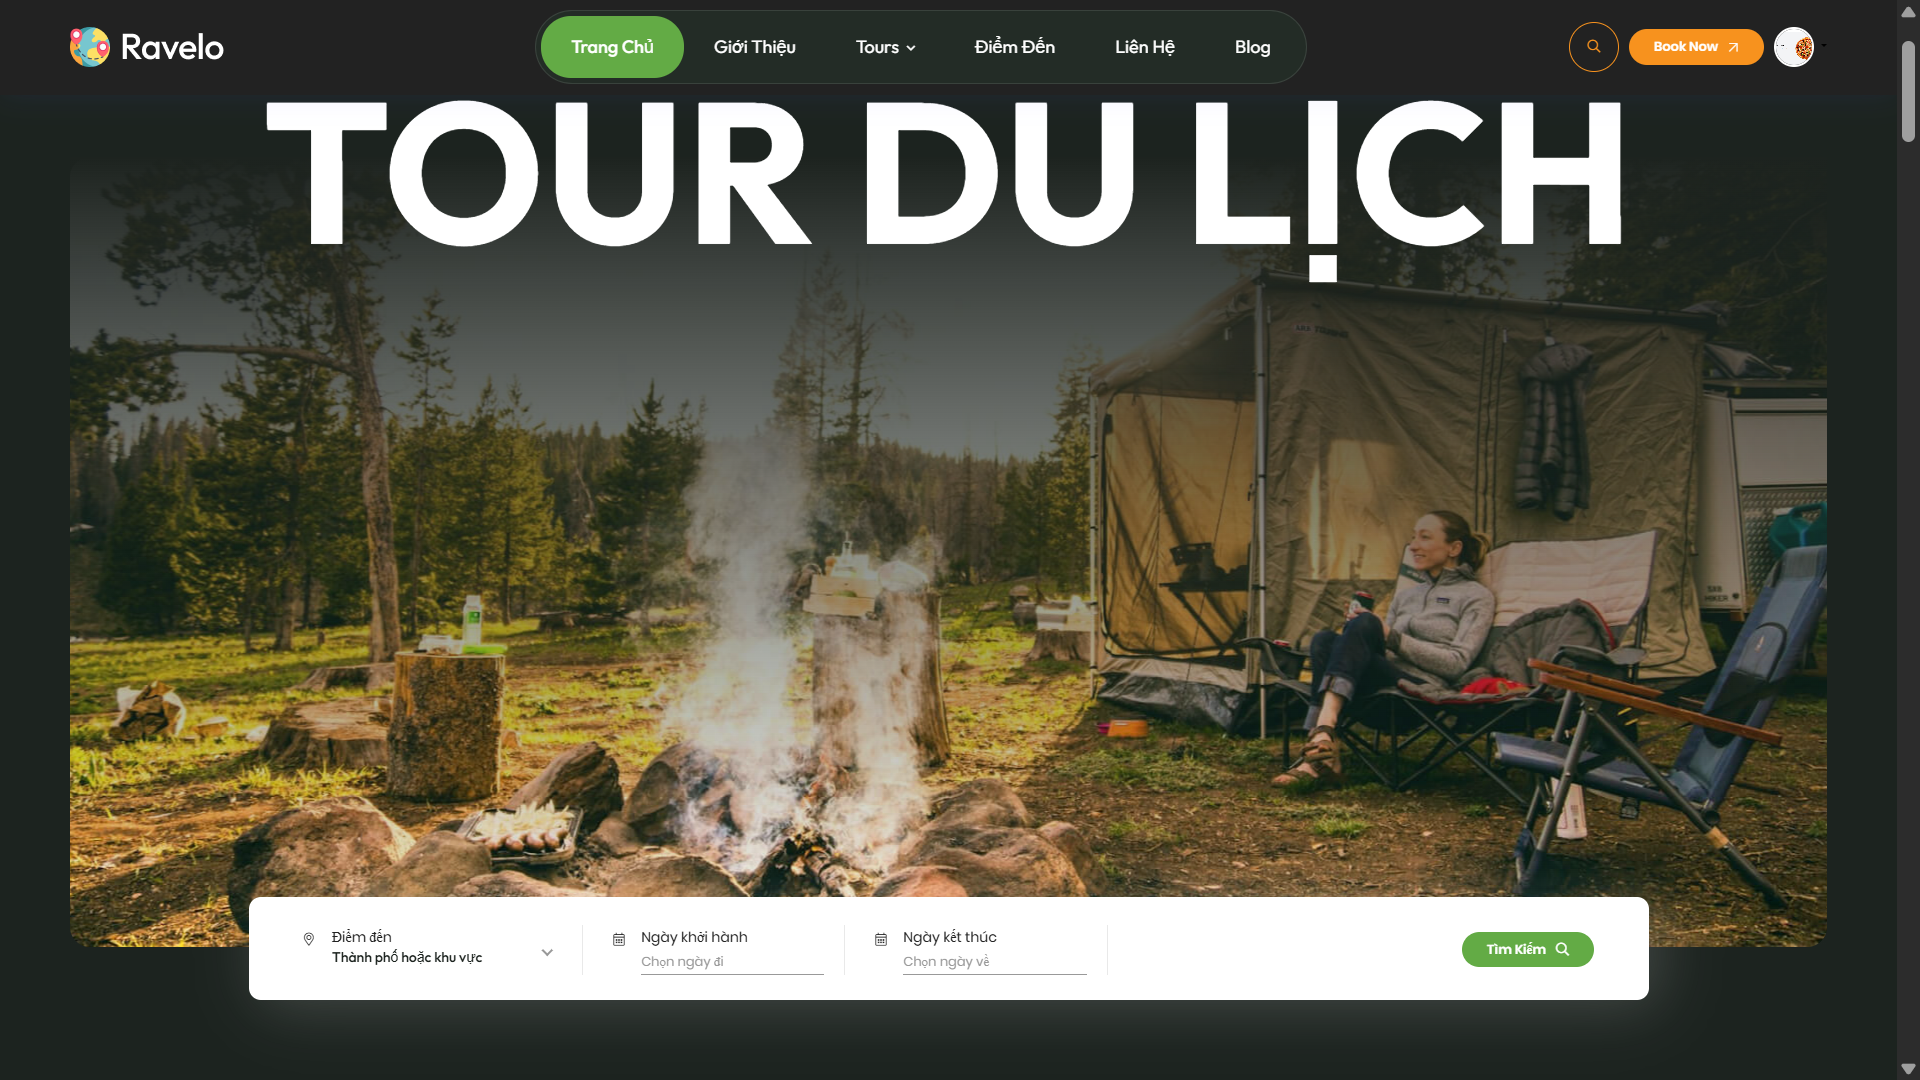 Ravelo
Trang Chủ
Giới Thiệu
Tours
Điểm Đến
Liên Hệ
Blog
Book Now
TOUR DU LỊCH
Điểm đến
Thành phố hoặc khu vực
Ngày khởi hành
Chọn ngày đi
Ngày kết thúc
Chọn ngày về
Tìm Kiếm